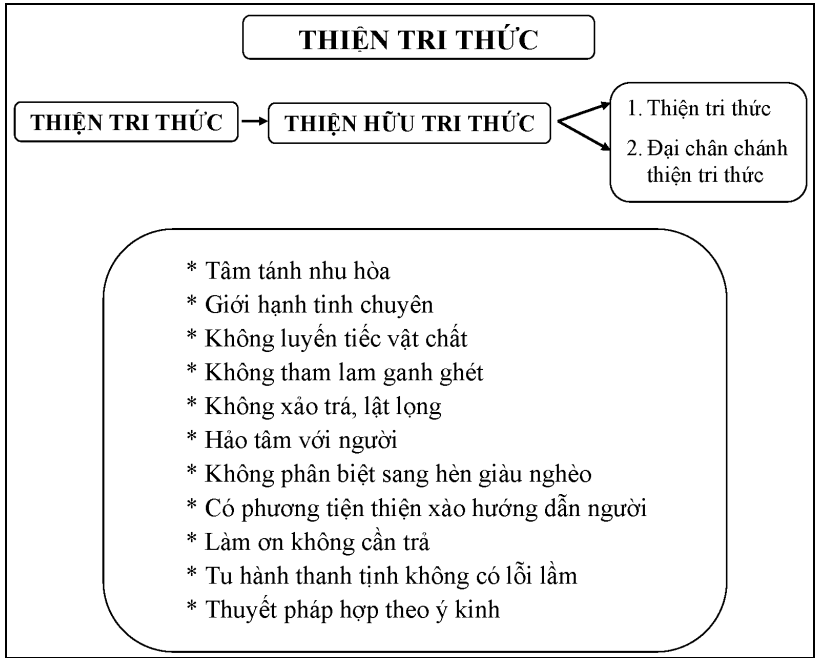 THIỆN TRI THỨC
THIỆN TRI THỨC
THIỆN HỮU TRI THỨC
1. Thiện tri thức
2. Đại chân chánh
thiện tri thức
* Tâm tánh nhu hòa
* Giới hạnh tinh chuyên
* Không luyến tiếc vật chất
* Không tham lam ganh ghét
* Không xảo trá, lật lọng
* Hảo tâm với người
* Không phân biệt sang hèn giàu nghèo
* Có phương tiện thiện xào hướng dẫn người
* Làm ơn không cần trả
* Tu hành thanh tịnh không có lỗi lầm
* Thuyết pháp hợp theo ý kinh